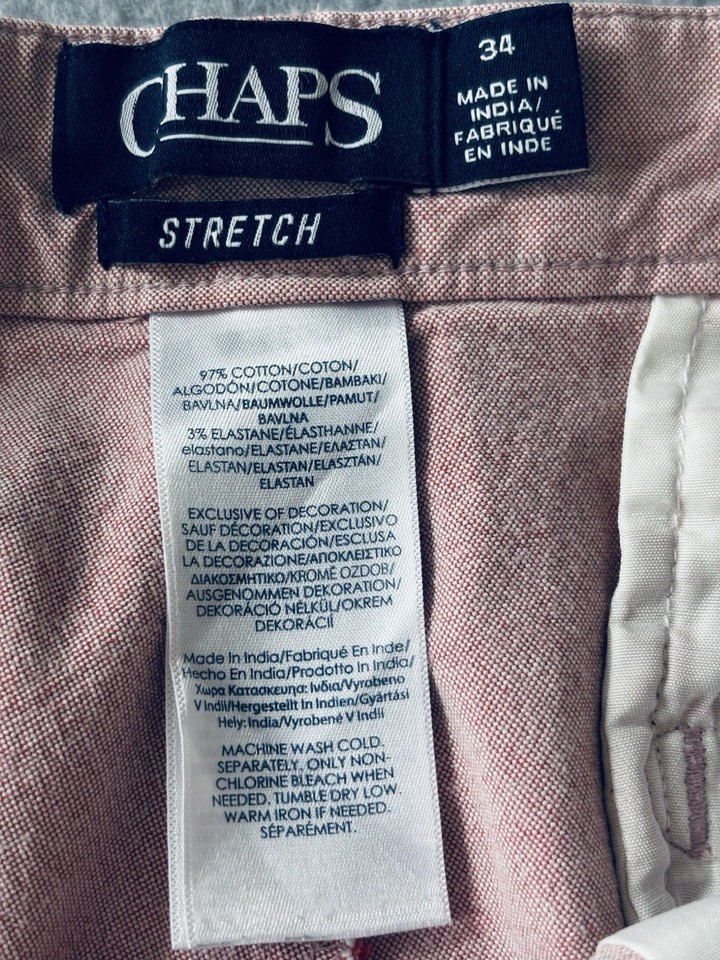 CHAPS
34
MADE IN
INDIA/
FABRIQUÉ
EN INDE
STRETCH
97% COTTON/COTON/
ALGODÓN/COTONE/BAMBAKI/
BAVLNA/BAUMWOLLE/PAMUT/
BAVLNA
3% ELASTANE/ÉLASTHANNE/
elastano/ELASTANE/ΕΛΑΣΤΑΝ/
ELASTAN/ELASTAN/ELASZTÁN/
ELASTAN
EXCLUSIVE OF DECORATION/
SAUF DÉCORATION/EXCLUSIVO
DE LA DECORACIÓN/ESCLUSA
LA DECORAZIONE/ΑΠΟΚΛΕΙΣΤΙΚΟ
ΔΙΑΚΟΣΜΗΤΙΚΟ/KROMĚ OZDOB/
AUSGENOMMEN DEKORATION/
DEKORÁCIÓ NÉLKÜL/OKREM
DEKORÁCIÍ
Made In India/Fabriqué En Inde/
Hecho En India/Prodotto In India/
Χωρα Κατασκευης: Ινδια/Vyrobeno
V Indii/Hergestellt In Indien/Gyártási
Hely: India/Vyrobené V Indii
MACHINE WASH COLD.
SEPARATELY. ONLY NON-
CHLORINE BLEACH WHEN
NEEDED. TUMBLE DRY LOW.
WARM IRON IF NEEDED.
SÉPARÉMENT.